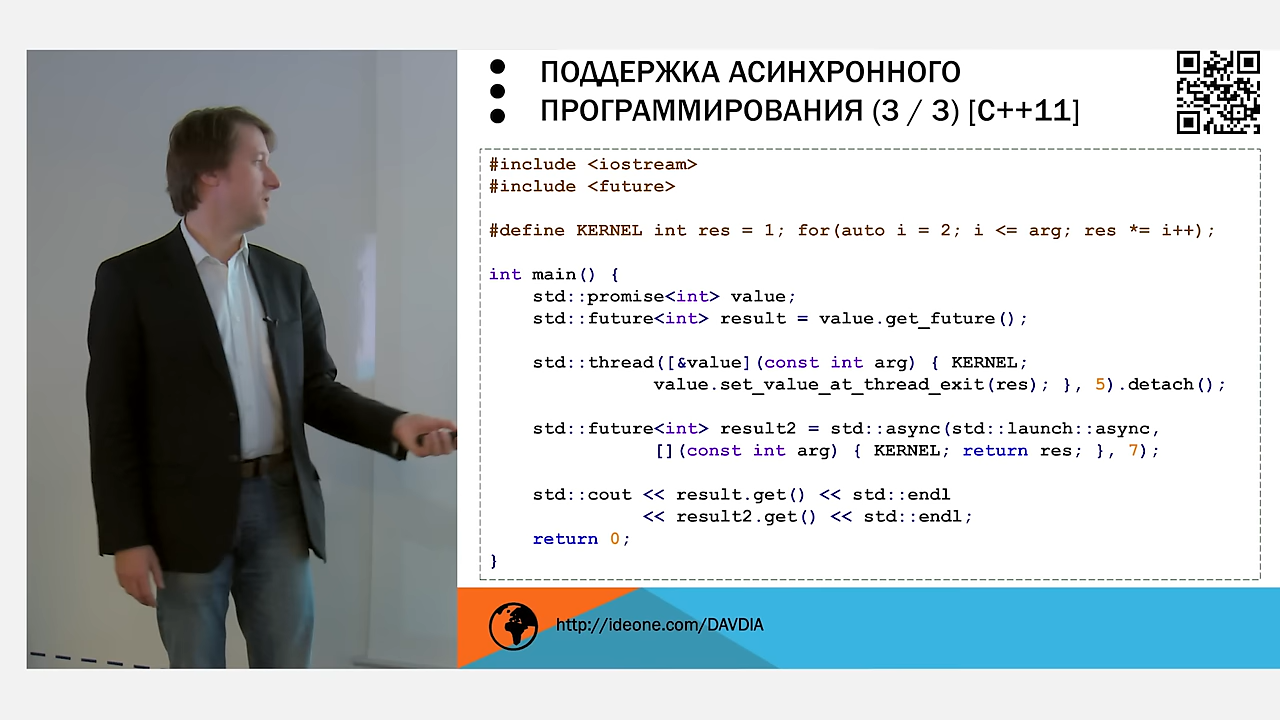 ПОДДЕРЖКА АСИНХРОННОГО
ПРОГРАММИРОВАНИЯ (3 / 3) [C++11]
#include <iostream>
#include <future>
#define KERNEL int res = 1; for(auto i = 2; i <= arg; res *= i++);
int main() {
    std::promise<int> value;
    std::future<int> result = value.get_future();
    std::thread([&value](const int arg) { KERNEL;
               value.set_value_at_thread_exit(res); }, 5).detach();
    std::future<int> result2 = std::async(std::launch::async,
               [](const int arg) { KERNEL; return res; }, 7);
    std::cout << result.get() << std::endl
              << result2.get() << std::endl;
    return 0;
}
http://ideone.com/DAVDIA